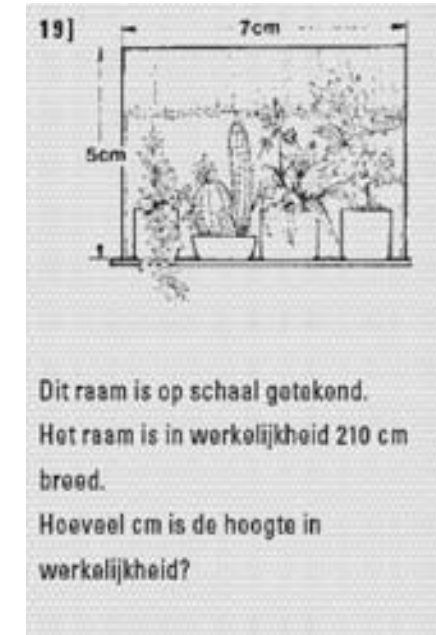 19]
7cm
5cm
Dit raam is op schaal getekend.
Het raam is in werkelijkheid 210 cm
breed.
Hoeveel cm is de hoogte in
werkelijkheid?